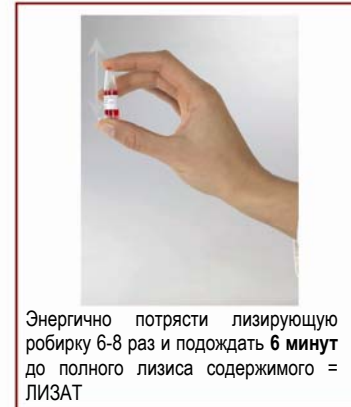 Энергично потрясти лизирующую
робирку 6-8 раз и подождать 6 минут
до полного лизиса содержимого =
ЛИЗАТ